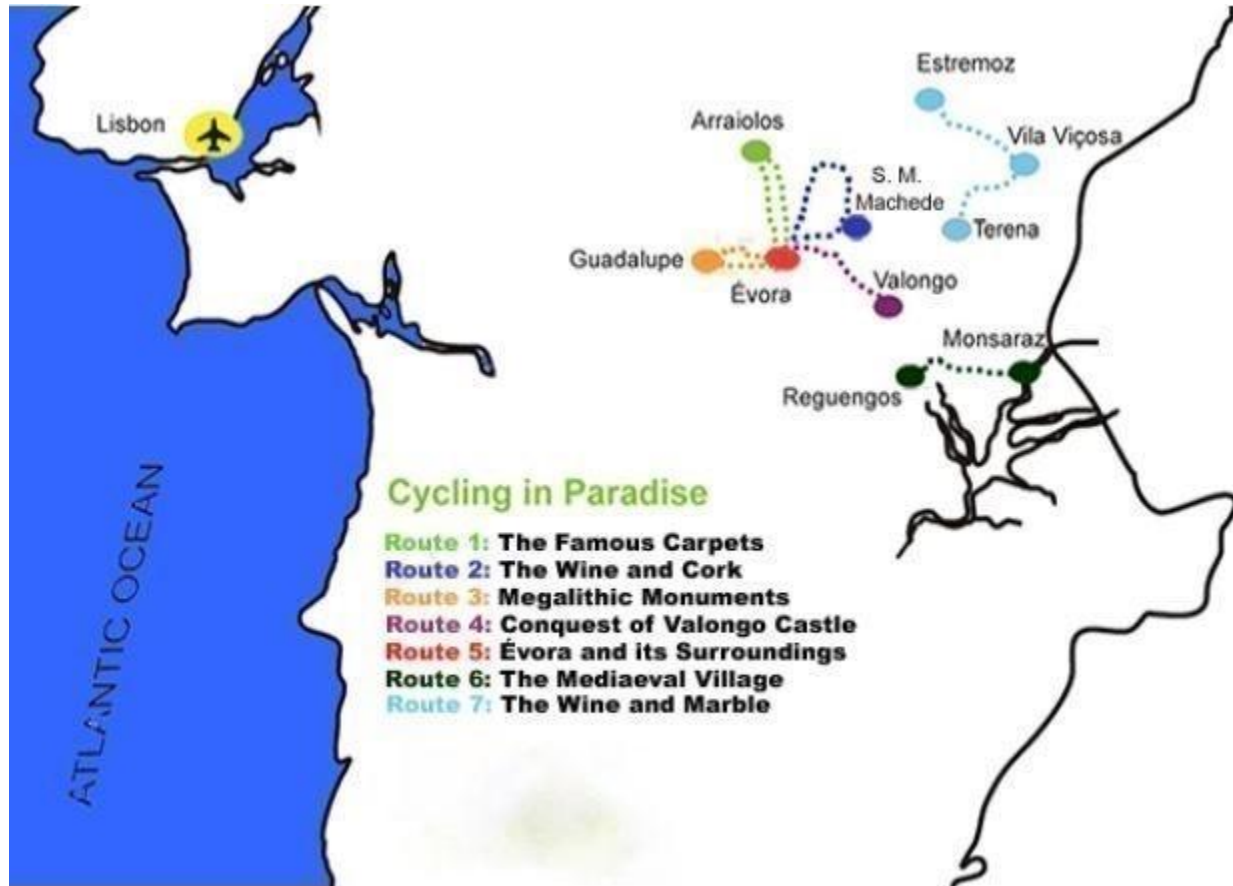 Estremoz
Lisbon
Arraiolos
Vila Viçosa
S. M.
Machede
Terena
Guadalupe
Évora
Valongo
Monsaraz
Reguengos
ATLANTIC OCEAN
Cycling in Paradise
Route 1: The Famous Carpets
Route 2: The Wine and Cork
Route 3: Megalithic Monuments
Route 4: Conquest of Valongo Castle
Route 5: Évora and its Surroundings
Route 6: The Mediaeval Village
Route 7: The Wine and Marble